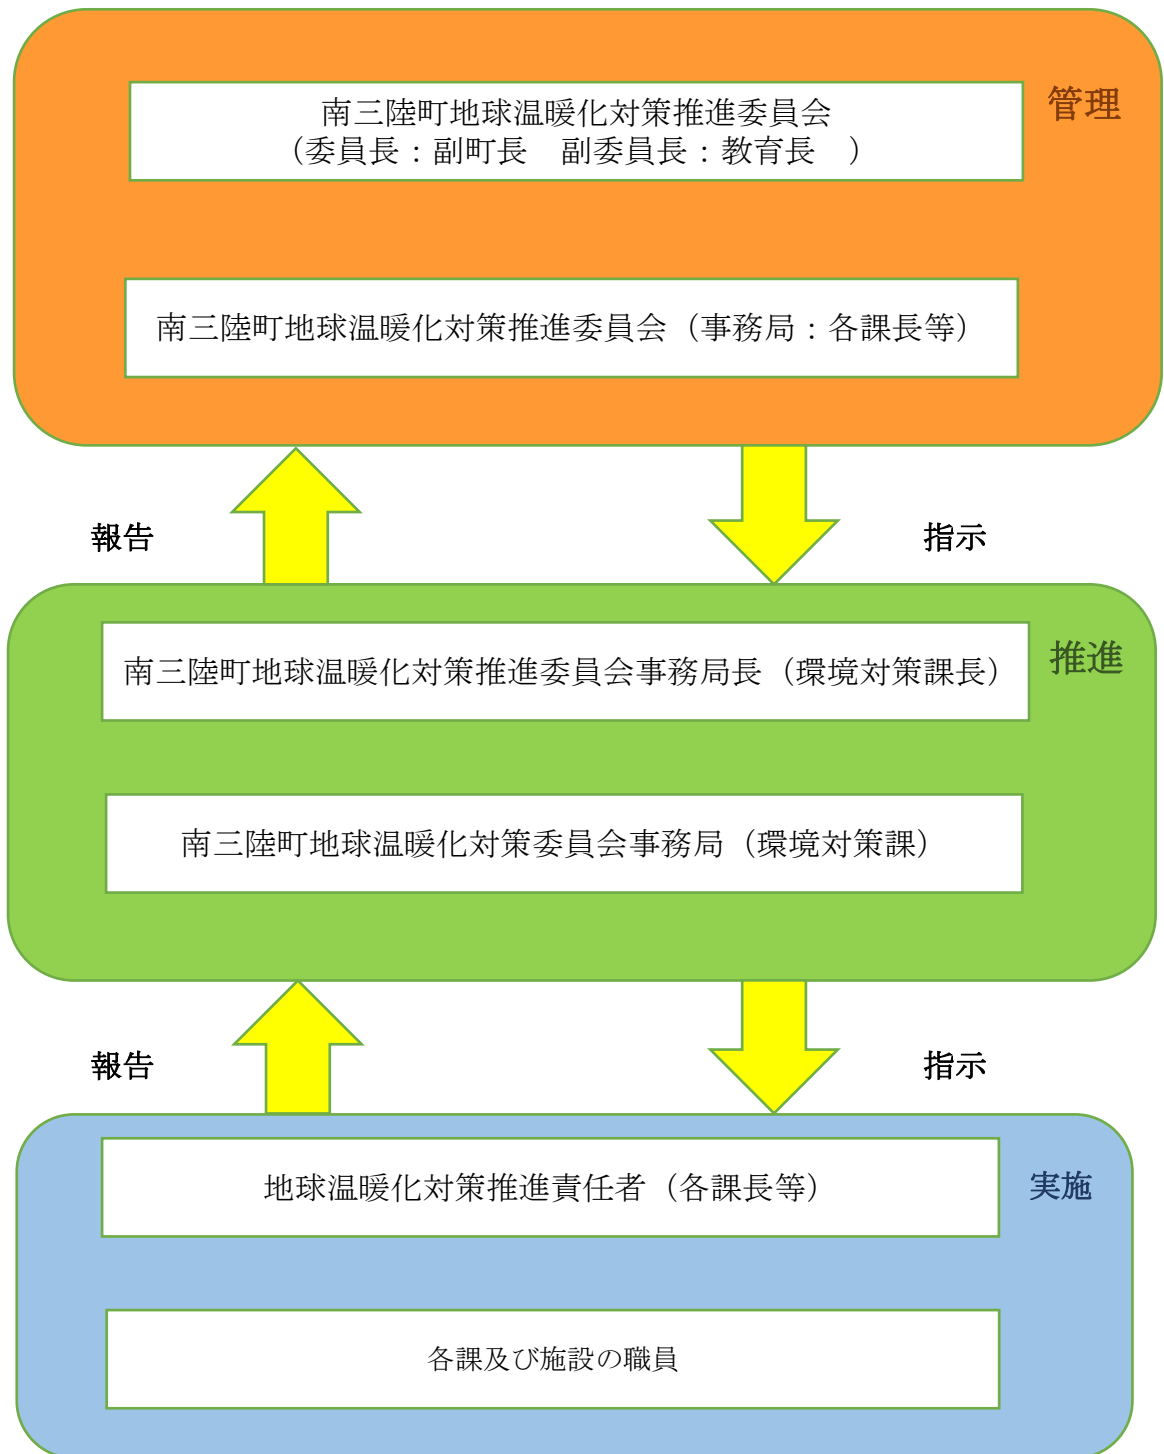 管理
南三陸町地球温暖化対策推進委員会
（委員長：副町長　副委員長：教育長　）
南三陸町地球温暖化対策推進委員会（事務局：各課長等）
報告
指示
推進
南三陸町地球温暖化対策推進委員会事務局長（環境対策課長）
南三陸町地球温暖化対策委員会事務局（環境対策課）
報告
指示
実施
地球温暖化対策推進責任者（各課長等）
各課及び施設の職員